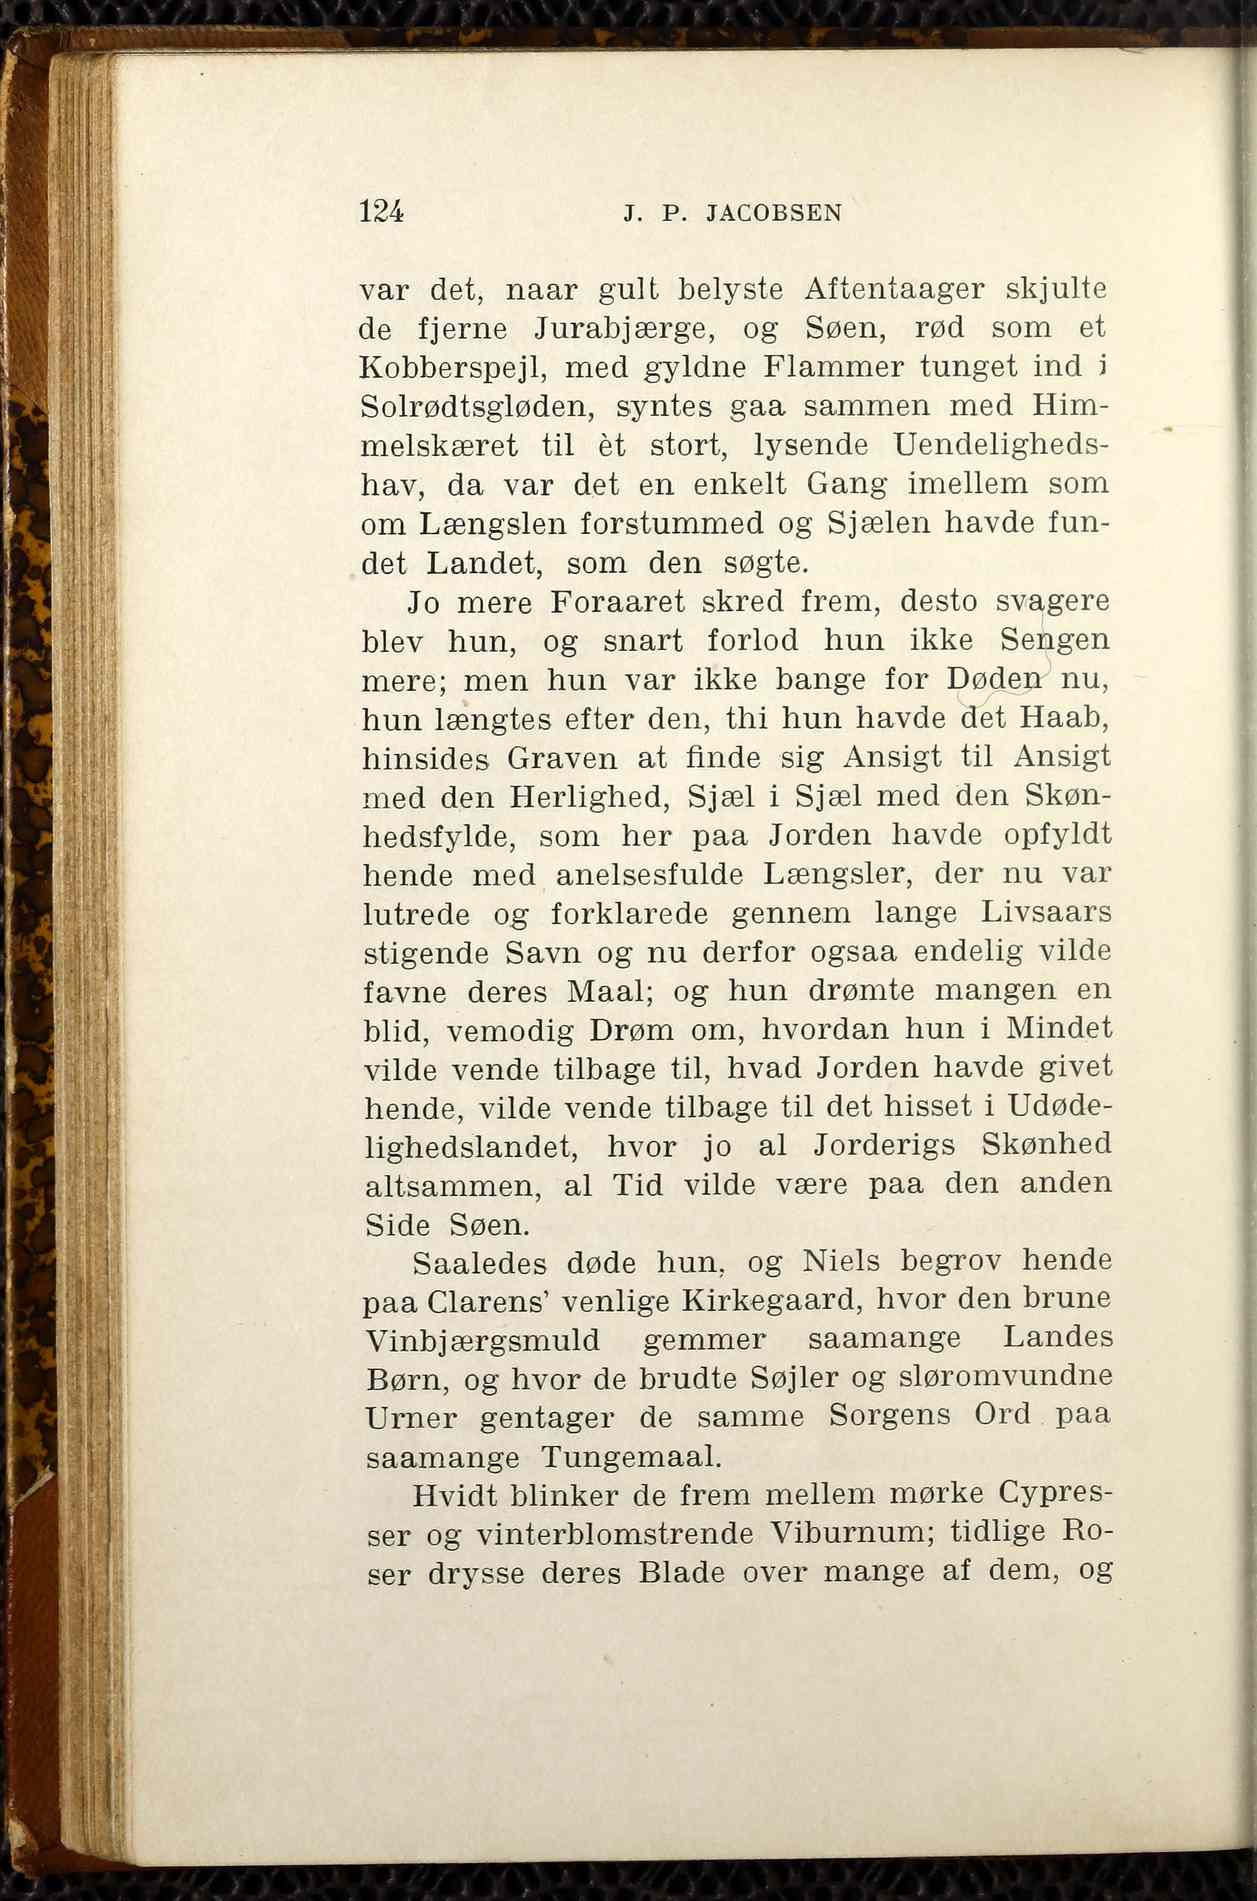 124 J. P. JACOBSEN
var det, naar gult belyste Aftentaager skjulte
de fjerne Jurabjærge, og Søen, rød som et
Kobberspejl, med gyldne Flammer tunget ind i
Solrødtsgløden, syntes gaa sammen med Him-
melskæret til èt stort, lysende Uendeligheds-
hav, da var det en enkelt Gang imellem som
om Længslen forstummed og Sjælen havde fun-
det Landet, som den søgte.
Jo mere Foraaret skred frem, desto svagere
blev hun, og snart forlod hun ikke Sengen
mere; men hun var ikke bange for Døden nu,
hun længtes efter den, thi hun havde det Haab,
hinsides Graven at finde sig Ansigt til Ansigt
med den Herlighed, Sjæl i Sjæl med den Skøn-
hedsfylde, som her paa Jorden havde opfyldt
hende med anelsesfulde Længsler, der nu var
lutrede og forklarede gennem lange Livsaars
stigende Savn og nu derfor ogsaa endelig vilde
favne deres Maal; og hun drømte mangen en
blid, vemodig Drøm om, hvordan hun i Mindet
vilde vende tilbage til, hvad Jorden havde givet
hende, vilde vende tilbage til det hisset i Udøde-
lighedslandet, hvor jo al Jorderigs Skønhed
altsammen, al Tid vilde være paa den anden
Side Søen.
Saaledes døde hun, og Niels begrov hende
paa Clarens' venlige Kirkegaard, hvor den brune
Vinbjærgsmuld gemmer saamange Landes
Børn, og hvor de brudte Søjler og sløromvundne
Urner gentager de samme Sorgens Ord paa
saamange Tungemaal.
Hvidt blinker de frem mellem mørke Cypres-
ser og vinterblomstrende Viburnum; tidlige Ro-
ser drysse deres Blade over mange af dem, og